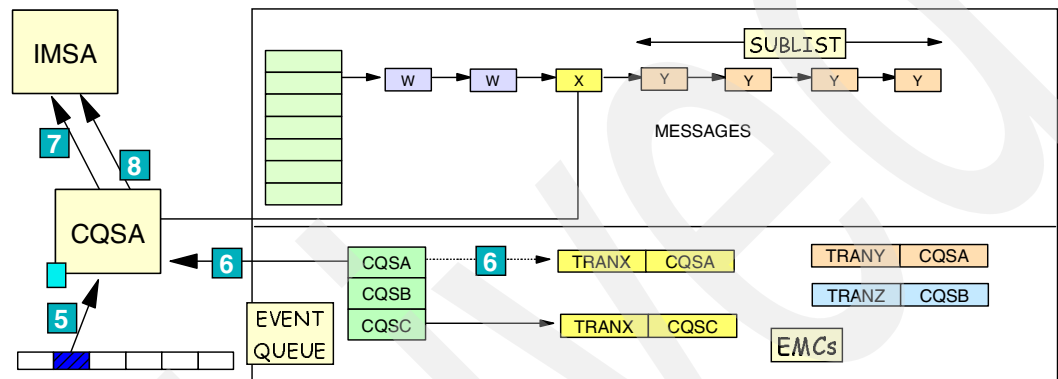 IMSA
SUBLIST
W W X Y Y Y Y
MESSAGES
7
8
CQSA
6
6
CQSA
CQSB
CQSC
TRANX CQSA
TRANY CQSA
TRANZ CQSB
TRANX CQSC
5
EVENT
QUEUE
EMCs